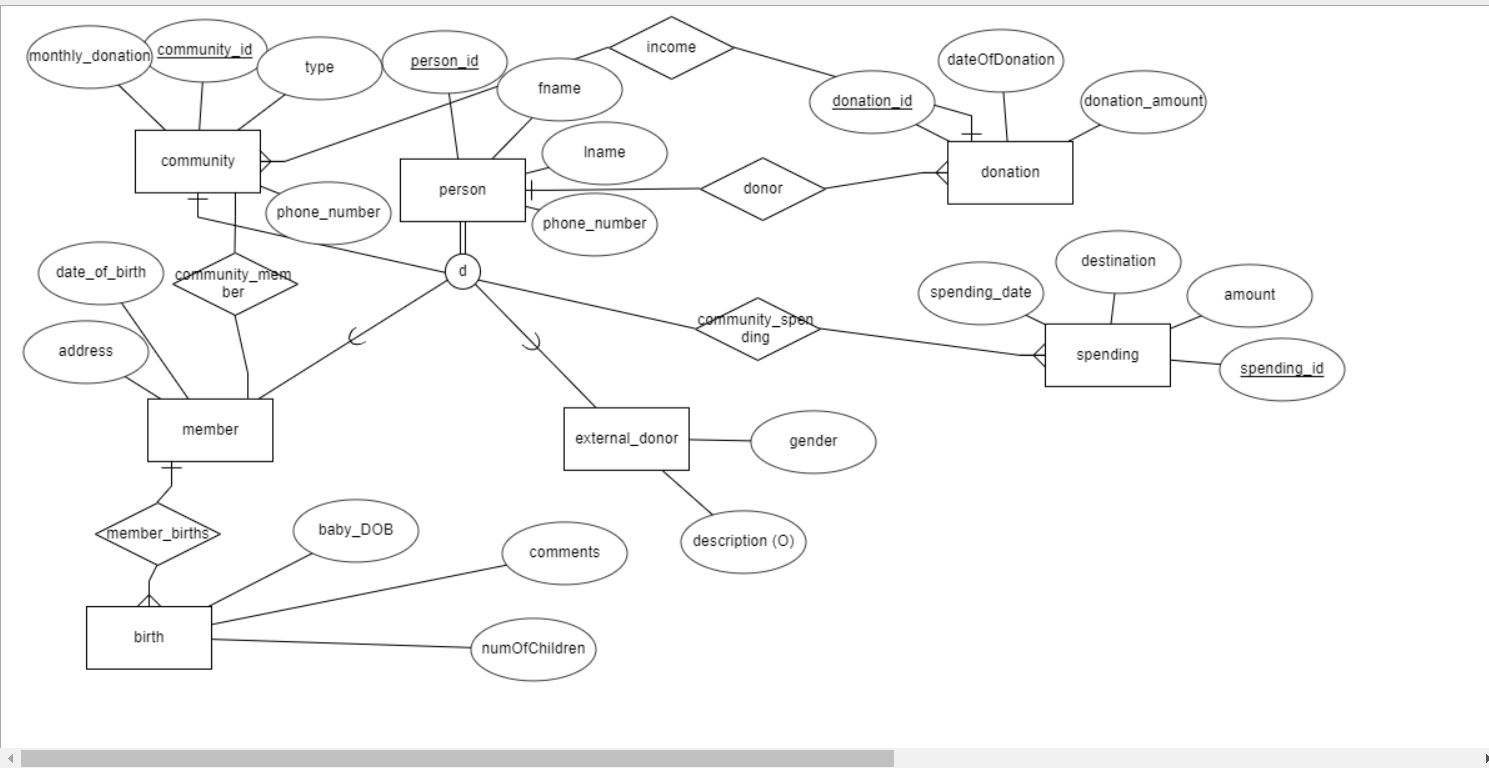 monthly_donation
community_id
type
person_id
fname
income
dateOfDonation
donation_id
donation_amount
community
lname
person
donor
donation
phone_number
phone_number
date_of_birth
community_mem
ber
d
destination
spending_date
amount
address
community_spen
ding
spending
spending_id
member
external_donor
gender
member_births
baby_DOB
comments
description (O)
birth
numOfChildren